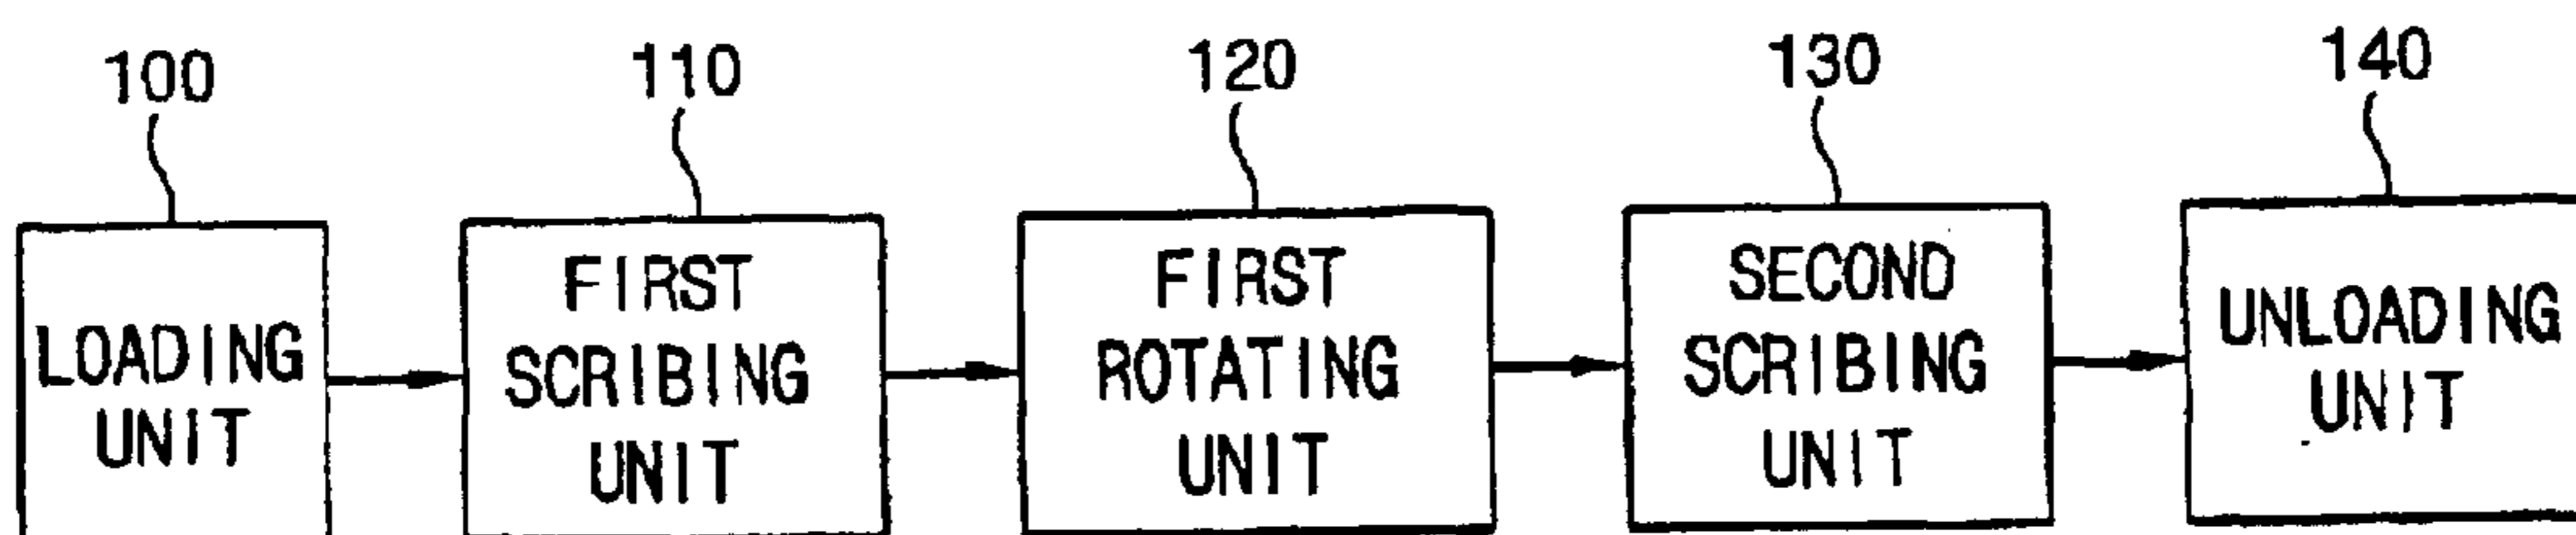 100
110
120
130
140
LOADING
UNIT
FIRST
SCRIBING
UNIT
FIRST
ROTATING
UNIT
SECOND
SCRIBING
UNIT
UNLOADING
UNIT